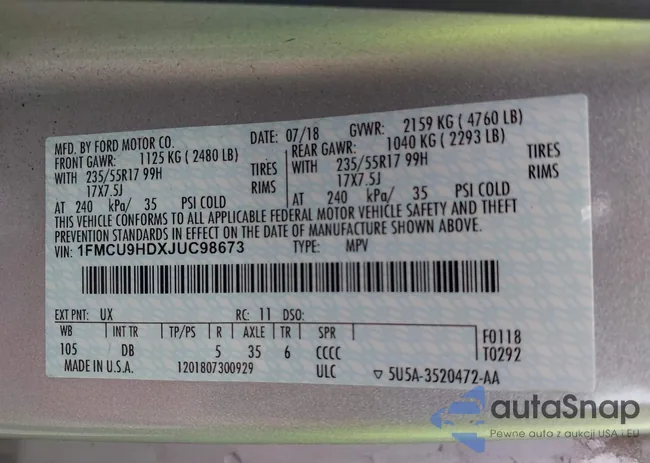 MFD. BY FORD MOTOR CO. DATE: 07/18 GVWR: 2159 KG (4760 LB)
FRONT GAWR: 1125 KG (2480 LB) REAR GAWR: 1040 KG (2293 LB)
WITH 235/55R17 99H TIRES WITH 235/55R17 99H TIRES
17X7.5J RIMS 17X7.5J RIMS
AT 240 kPa/ 35 PSI COLD AT 240 kPa/ 35 PSI COLD
THIS VEHICLE CONFORMS TO ALL APPLICABLE FEDERAL MOTOR VEHICLE SAFETY AND THEFT
PREVENTION STANDARDS IN EFFECT ON THE DATE OF MANUFACTURE SHOWN ABOVE.
VIN: 1FMCU9HDXJUC98673 TYPE: MPV
EXT PNT: UX RC: 11 DSO:
WB INT TR TP/PS R AXLE TR SPR F0118
105 DB 5 35 6 CCCC T0292
MADE IN U.S.A. 1201807300929 ULC ▽ 5U5A-3520472-AA
autaSnap
Pewne auta z aukcji USA i EU